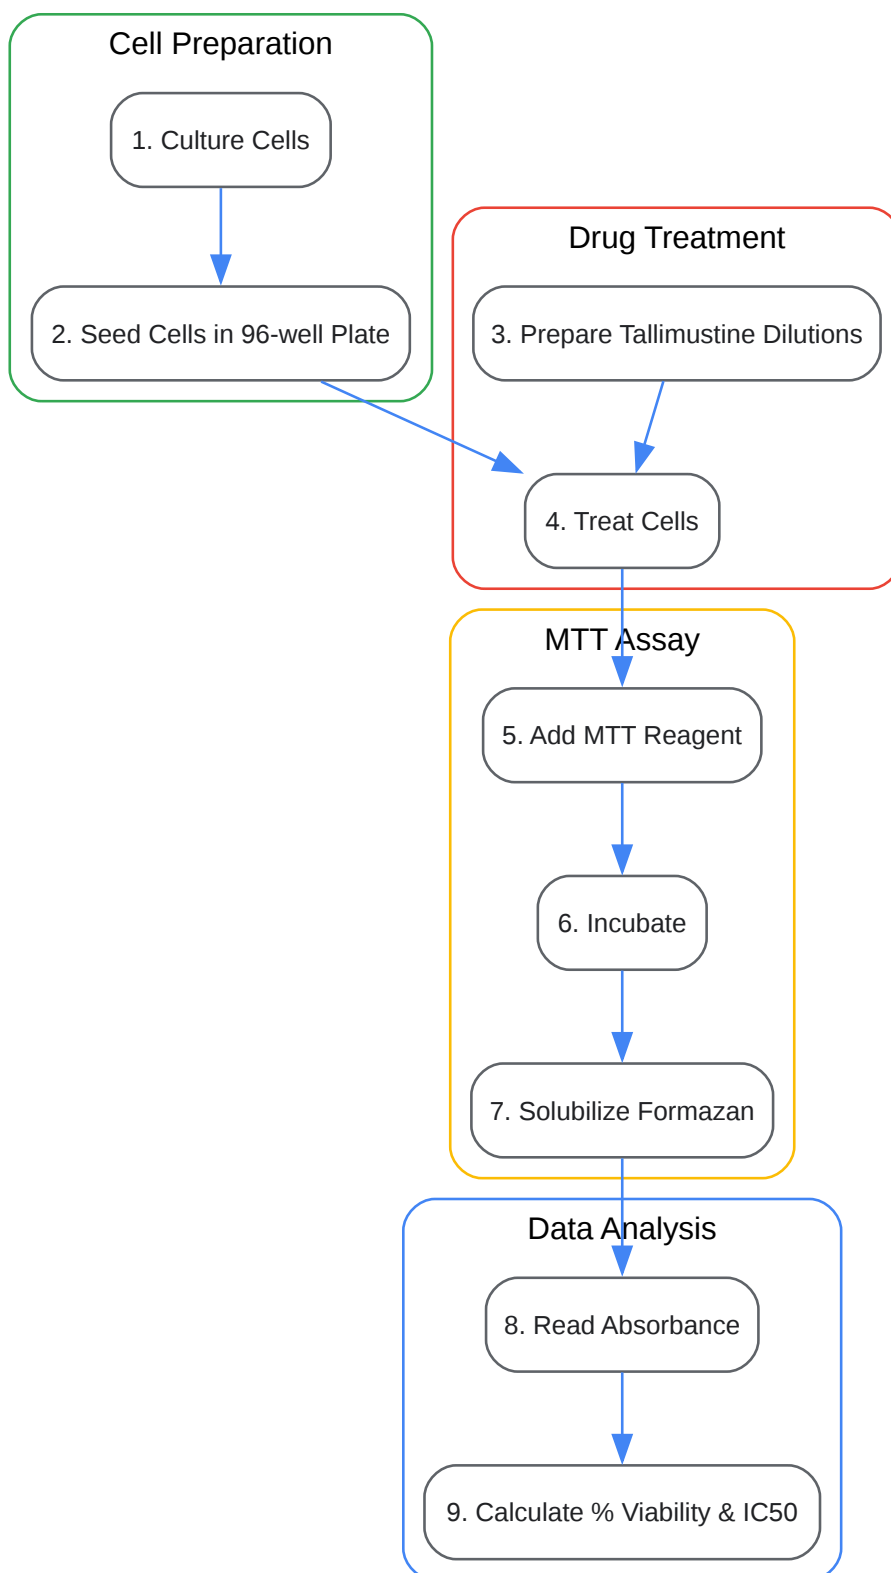 Cell Preparation
1. Culture Cells
2. Seed Cells in 96-well Plate
Drug Treatment
3. Prepare Tallimustine Dilutions
4. Treat Cells
MTT Assay
5. Add MTT Reagent
6. Incubate
7. Solubilize Formazan
Data Analysis
8. Read Absorbance
9. Calculate % Viability & IC50